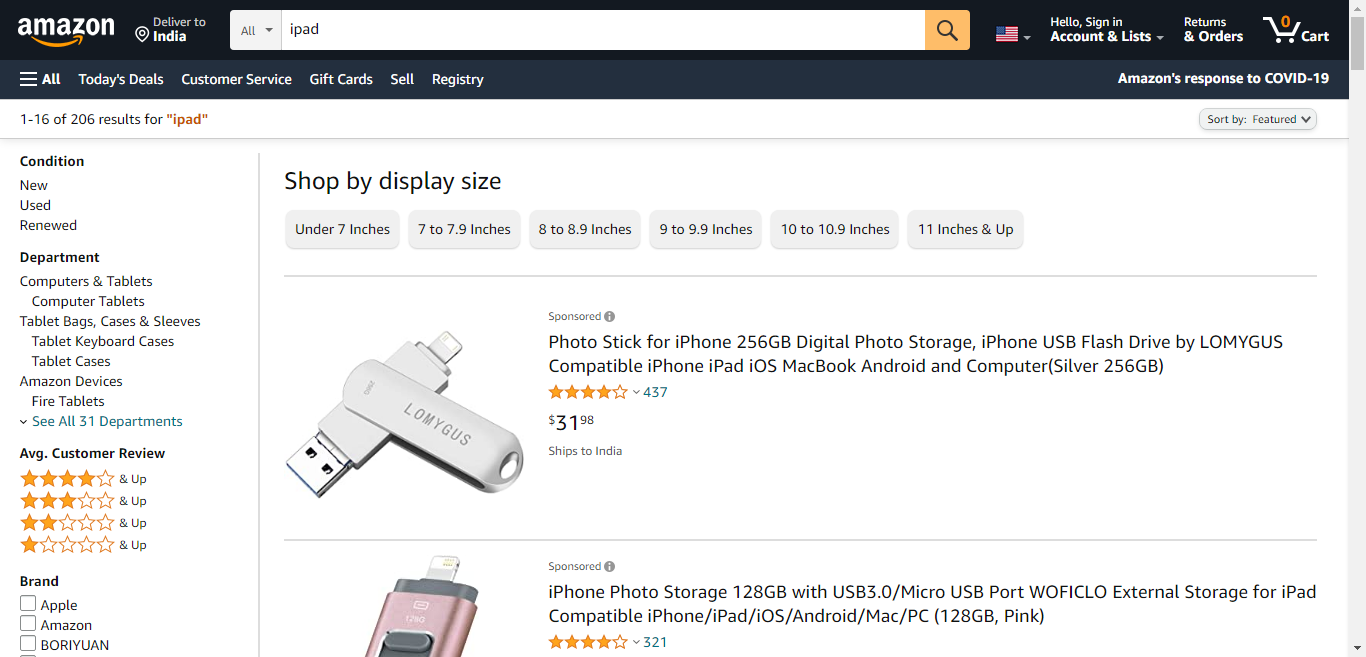 amazon
Deliver to
India
All
ipad
Hello, Sign in
Account & Lists
Returns
& Orders
0
Cart
All
Today's Deals
Customer Service
Gift Cards
Sell
Registry
Amazon's response to COVID-19
1-16 of 206 results for "ipad"
Sort by: Featured
Condition
New
Used
Renewed
Department
Computers & Tablets
Computer Tablets
Tablet Bags, Cases & Sleeves
Tablet Keyboard Cases
Tablet Cases
Amazon Devices
Fire Tablets
See All 31 Departments
Avg. Customer Review
& Up
& Up
& Up
& Up
Brand
Apple
Amazon
BORIYUAN
Shop by display size
Under 7 Inches
7 to 7.9 Inches
8 to 8.9 Inches
9 to 9.9 Inches
10 to 10.9 Inches
11 Inches & Up
LOMYGUS
Sponsored
Photo Stick for iPhone 256GB Digital Photo Storage, iPhone USB Flash Drive by LOMYGUS
Compatible iPhone iPad iOS MacBook Android and Computer(Silver 256GB)
437
$3198
Ships to India
128G
Sponsored
iPhone Photo Storage 128GB with USB3.0/Micro USB Port WOFICLO External Storage for iPad
Compatible iPhone/iPad/iOS/Android/Mac/PC (128GB, Pink)
321